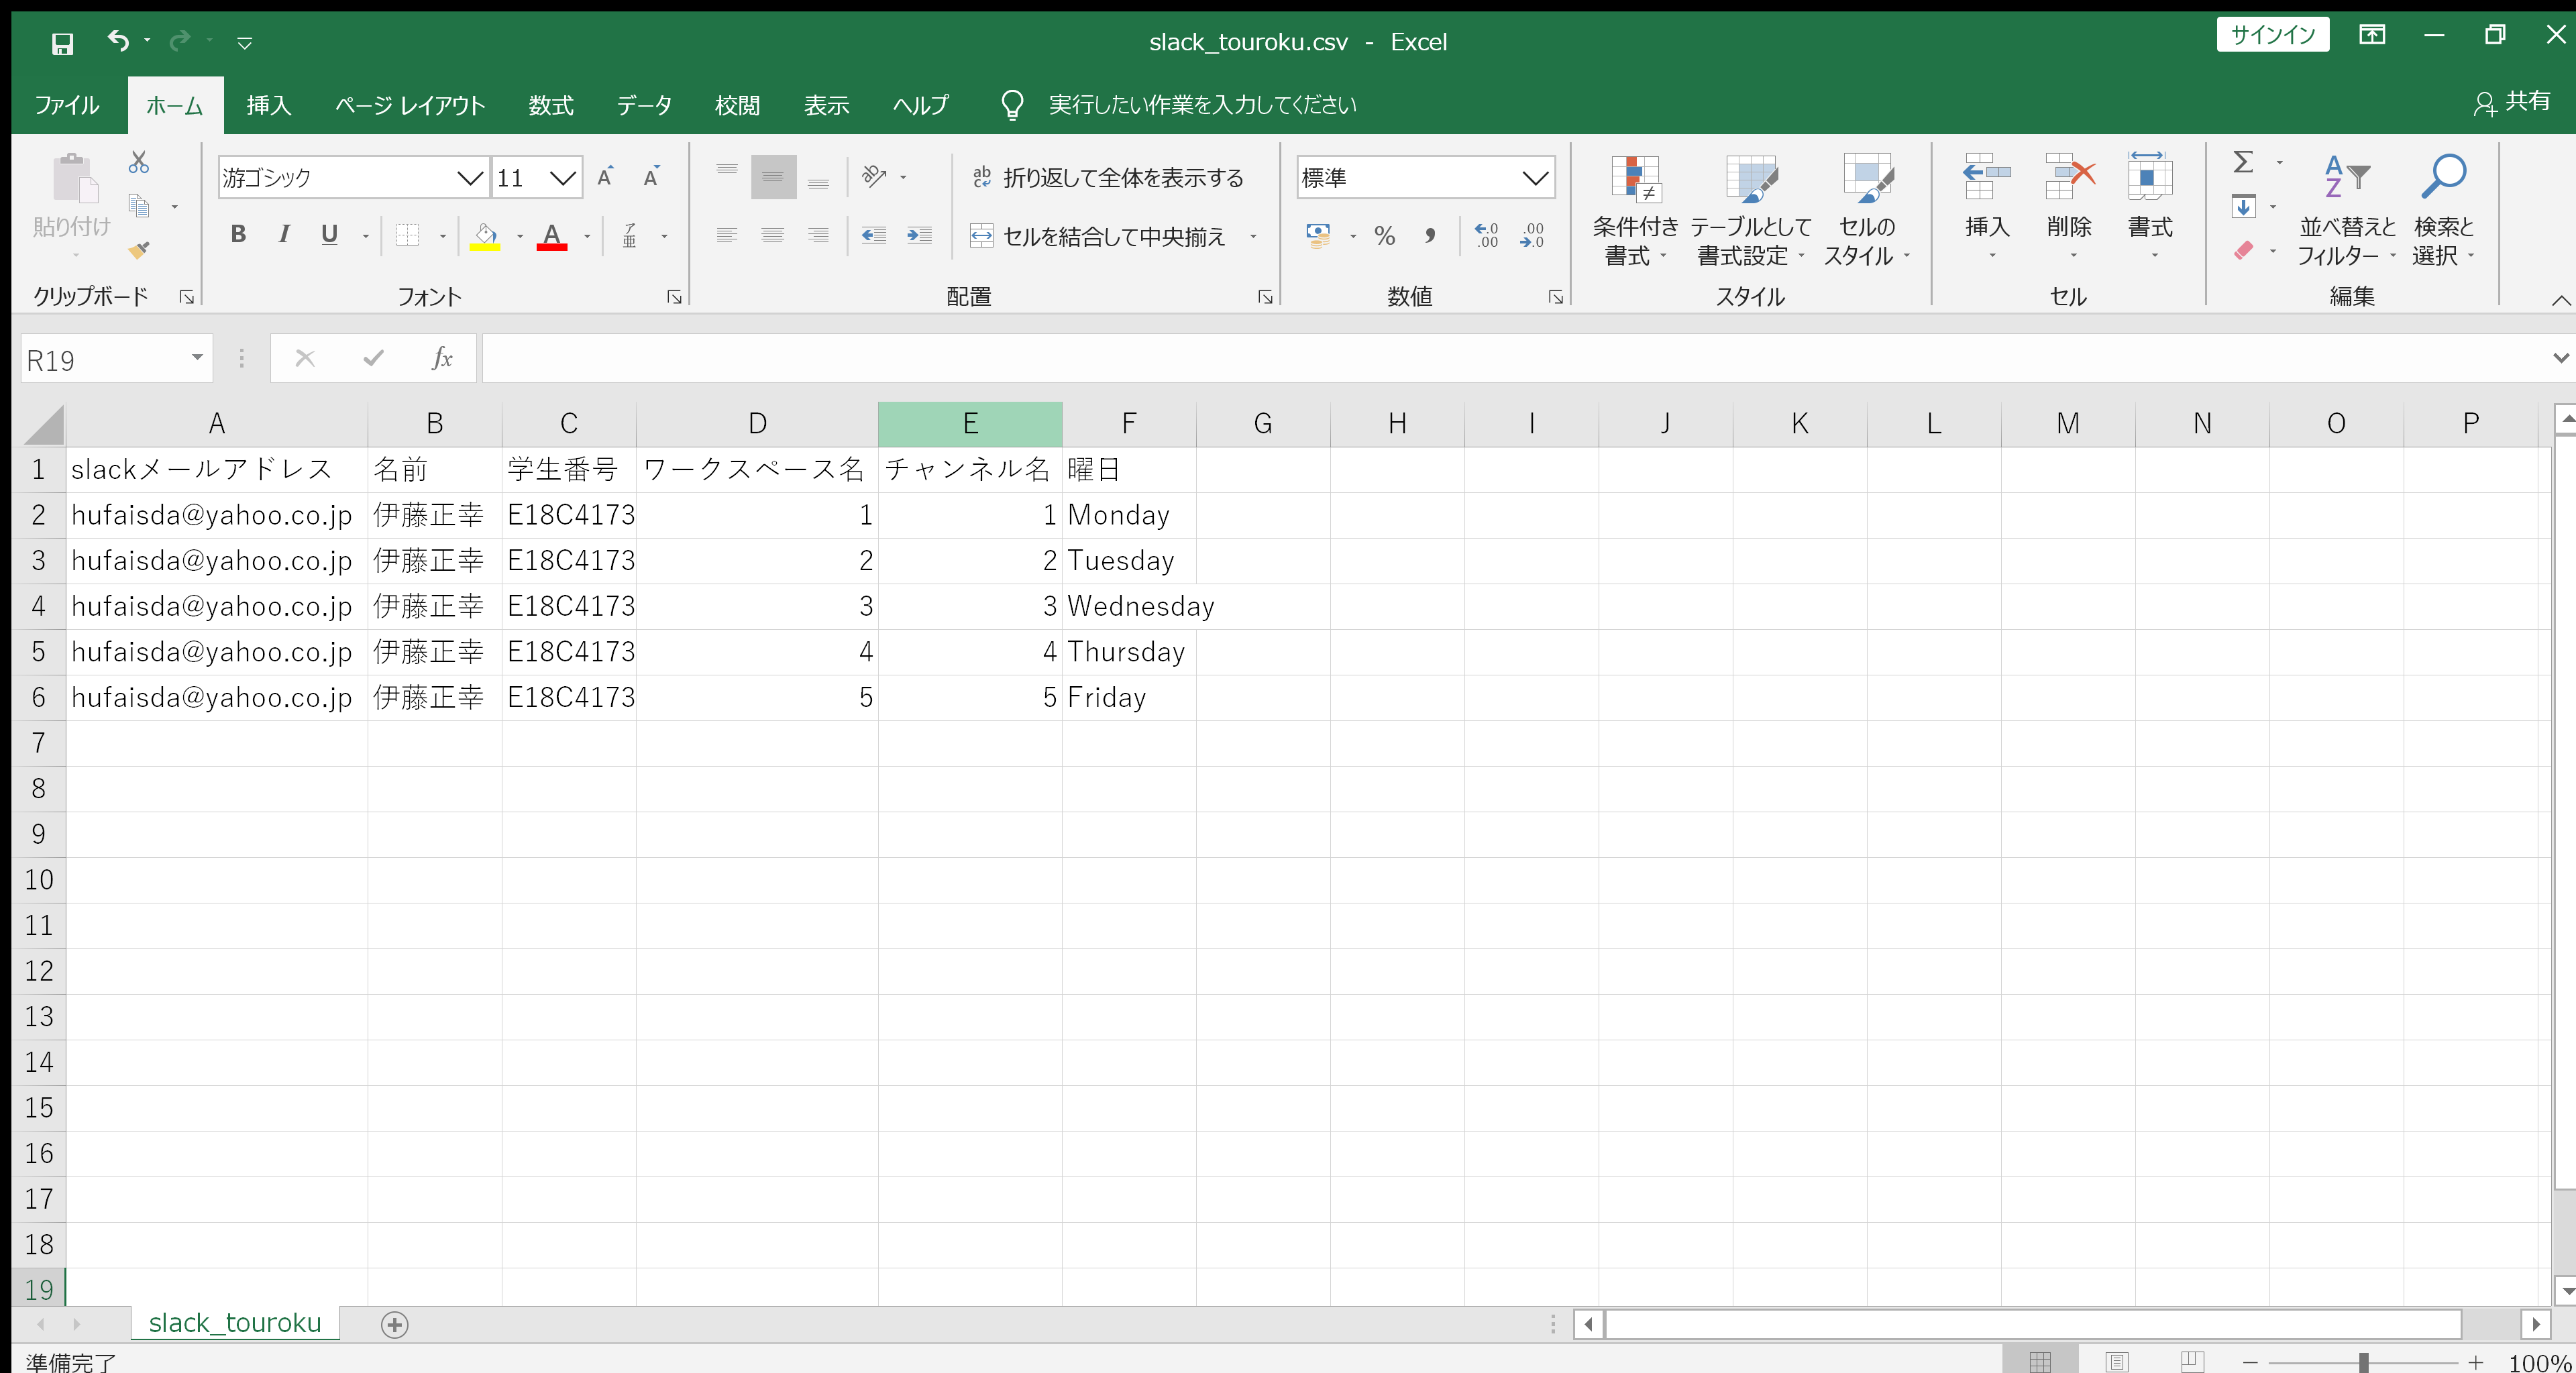 slack_touroku.csv - Excel
サインイン
ファイル ホーム 挿入 ページ レイアウト 数式 データ 校閲 表示 ヘルプ 実行したい作業を入力してください 共有
貼り付け
クリップボード
游ゴシック 11
B I U A ア亜
フォント
ab c 折り返して全体を表示する
セルを結合して中央揃え
配置
標準
% , .0 .00 .00 .0
数値
条件付き書式
テーブルとして書式設定
セルのスタイル
スタイル
挿入 削除 書式
セル
Σ
並べ替えとフィルター
検索と選択
編集
R19 fx
A B C D E F G H I J K L M N O P
1 slackメールアドレス 名前 学生番号 ワークスペース名 チャンネル名 曜日
2 hufaisda@yahoo.co.jp 伊藤正幸 E18C4173 1 1 Monday
3 hufaisda@yahoo.co.jp 伊藤正幸 E18C4173 2 2 Tuesday
4 hufaisda@yahoo.co.jp 伊藤正幸 E18C4173 3 3 Wednesday
5 hufaisda@yahoo.co.jp 伊藤正幸 E18C4173 4 4 Thursday
6 hufaisda@yahoo.co.jp 伊藤正幸 E18C4173 5 5 Friday
7
8
9
10
11
12
13
14
15
16
17
18
19
slack_touroku
準備完了
100%